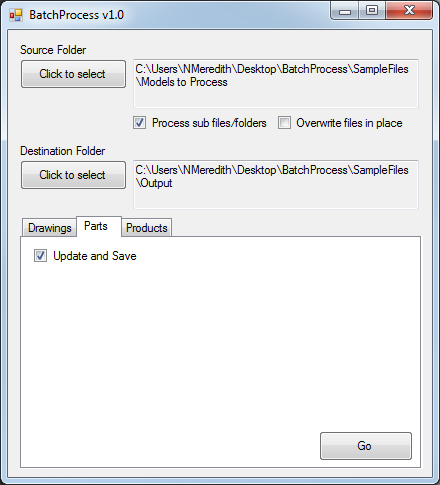 BatchProcess v1.0
Source Folder
Click to select
C:\Users\NMeredith\Desktop\BatchProcess\SampleFiles
\Models to Process
Process sub files/folders
Overwrite files in place
Destination Folder
Click to select
C:\Users\NMeredith\Desktop\BatchProcess\SampleFiles
\Output
Drawings
Parts
Products
Update and Save
Go